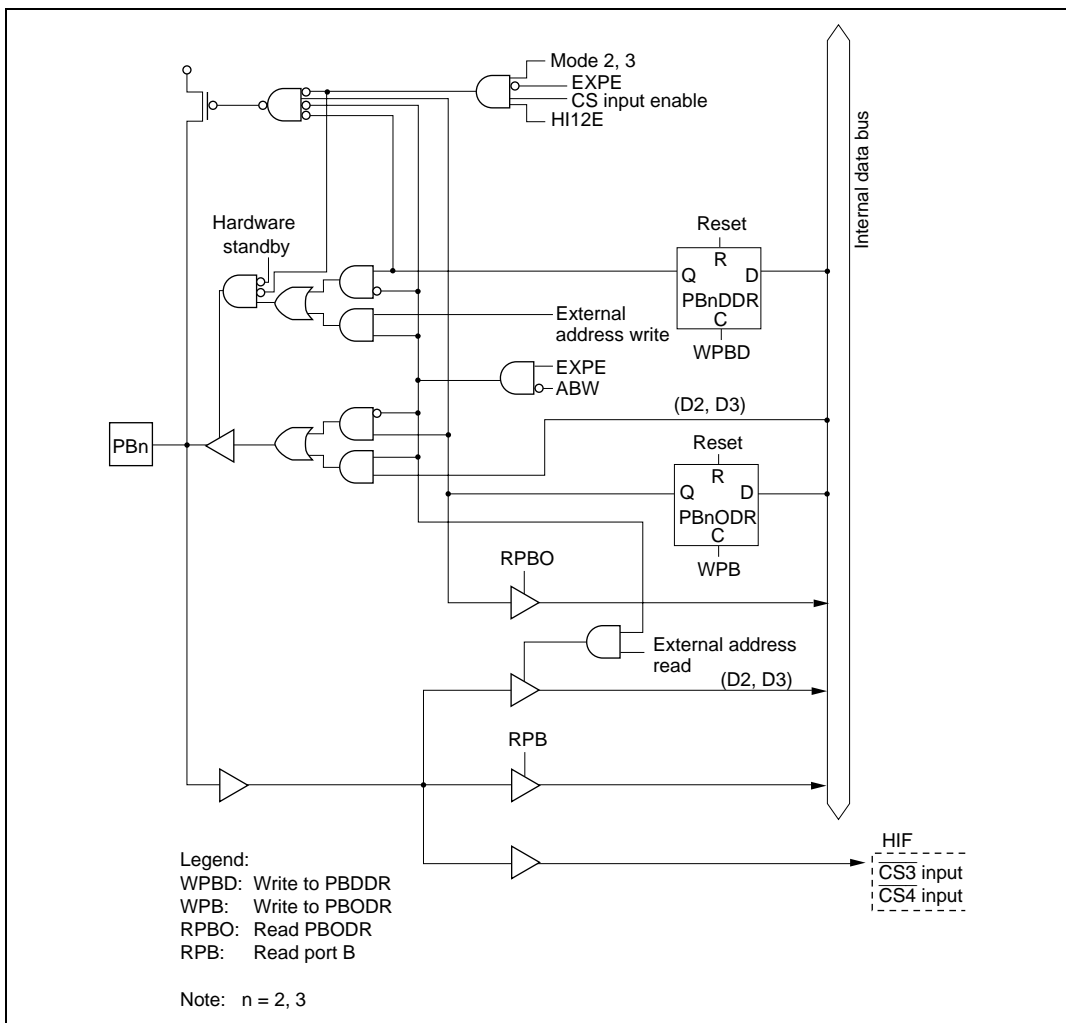 Mode 2, 3
EXPE
CS input enable
HI12E
Internal data bus
Hardware
standby
Reset
R
Q
D
PBnDDR
C
WPBD
External
address write
EXPE
ABW
(D2, D3)
PBn
Reset
R
Q
D
PBnODR
C
WPB
RPBO
External address
read
(D2, D3)
RPB
HIF
CS3 input
CS4 input
Legend:
WPBD: Write to PBDDR
WPB: Write to PBODR
RPBO: Read PBODR
RPB: Read port B
Note: n = 2, 3